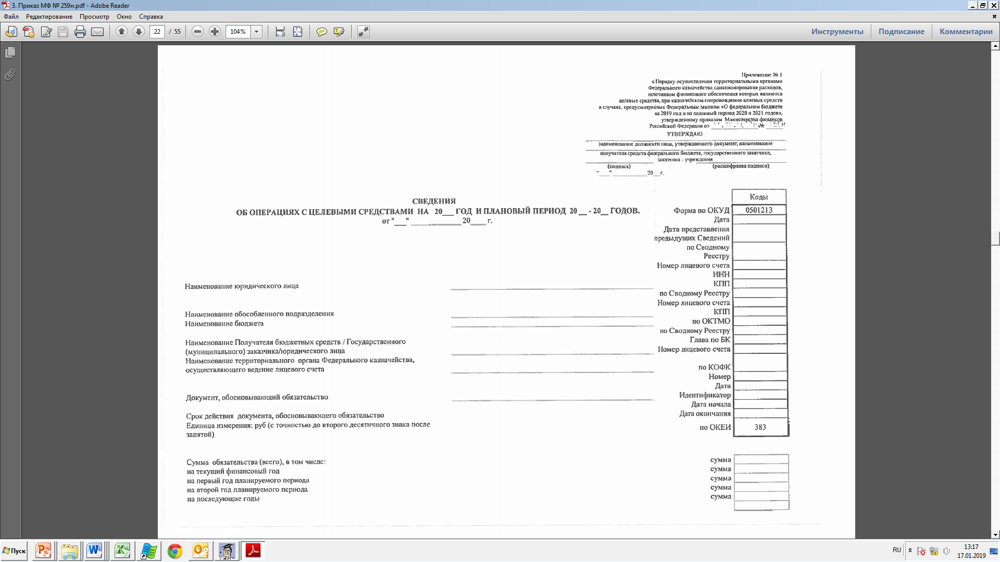 3. Приказ МФ № 259н.pdf - Adobe Reader
Файл Редактирование Просмотр Окно Справка
22 / 55 104% Инструменты Подписание Комментарии
Приложение № 1
к Порядку осуществления территориальными органами
Федерального казначейства санкционирования расходов,
источником финансового обеспечения которых являются
целевые средства, при казначейском сопровождении целевых средств
в случаях, предусмотренных Федеральным законом «О федеральном бюджете
на 2019 год и на плановый период 2020 и 2021 годов»,
утвержденному приказом Министерства финансов
Российской Федерации от №
УТВЕРЖДАЮ
(наименование должности лица, утверждающего документ; наименование
получателя средств федерального бюджета, государственного заказчика,
заказчика - учреждения
(подпись) (расшифровка подписи)
"___" __________ 20__ г.
Коды
СВЕДЕНИЯ
ОБ ОПЕРАЦИЯХ С ЦЕЛЕВЫМИ СРЕДСТВАМИ НА 20___ ГОД И ПЛАНОВЫЙ ПЕРИОД 20 __ - 20__ ГОДОВ.
от "___" _____________ 20____ г.
Форма по ОКУД 0501213
Дата
Дата представления
предыдущих Сведений
по Сводному
Реестру
Номер лицевого счета
ИНН
Наименование юридического лица КПП
по Сводному Реестру
Номер лицевого счета
Наименование обособленного подразделения КПП
Наименование бюджета по ОКТМО
по Сводному Реестру
Наименование Получателя бюджетных средств / Государственного Глава по БК
(муниципального) заказчика/юридического лица Номер лицевого счета
Наименование территориального органа Федерального казначейства,
осуществляющего ведение лицевого счета по КОФК
Номер
Дата
Документ, обосновывающий обязательство Идентификатор
Дата начала
Срок действия документа, обосновывающего обязательство Дата окончания
Единица измерения: руб (с точностью до второго десятичного знака после
запятой) по ОКЕИ 383
Сумма обязательства (всего), в том числе: сумма
на текущий финансовый год сумма
на первый год планируемого периода сумма
на второй год планируемого периода сумма
на последующие годы сумма
Пуск RU 13:17
17.01.2019